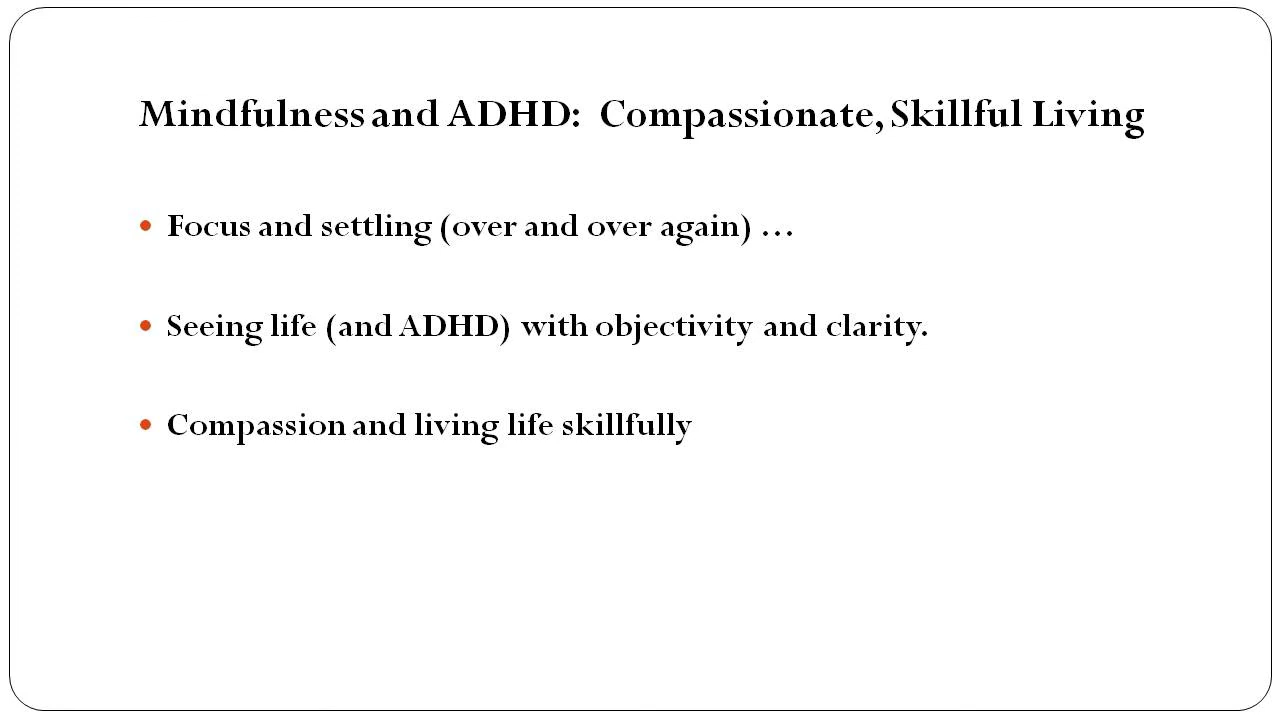 Mindfulness and ADHD: Compassionate, Skillful Living
• Focus and settling (over and over again) …
• Seeing life (and ADHD) with objectivity and clarity.
• Compassion and living life skillfully